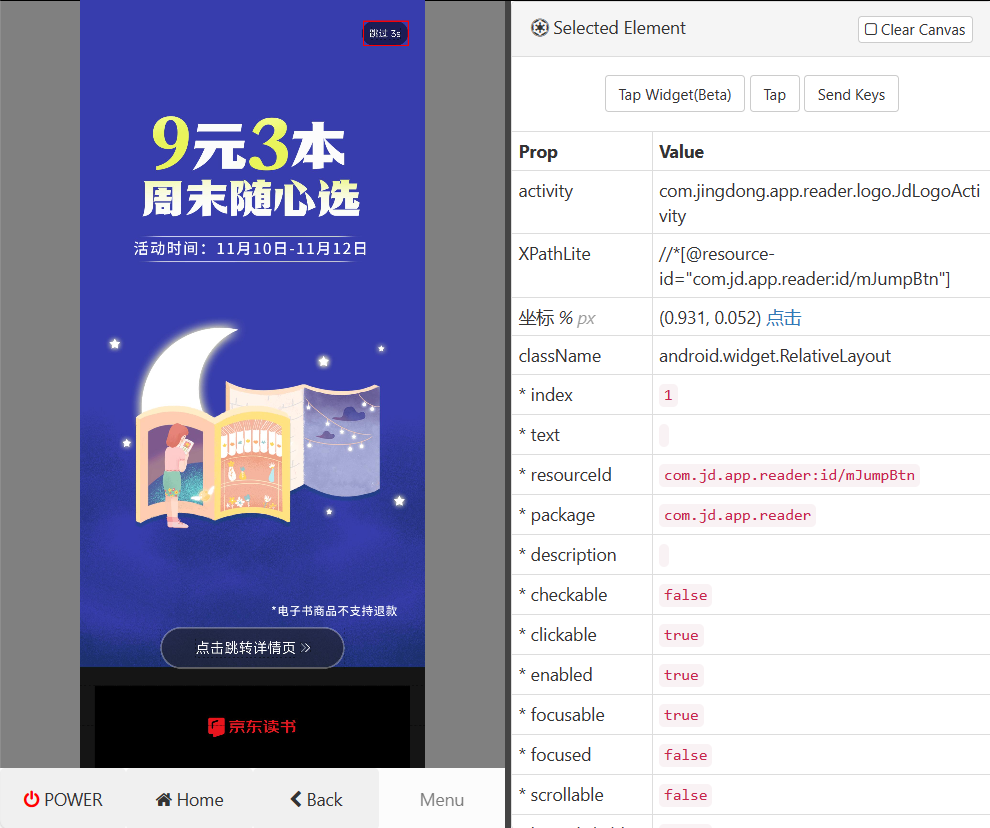 跳过 3s
9元3本
周末随心选
活动时间：11月10日-11月12日
*电子书商品不支持退款
点击跳转详情页 »
京东读书
POWER
Home
Back
Menu
Selected Element
Clear Canvas
Tap Widget(Beta)
Tap
Send Keys
Prop Value
activity com.jingdong.app.reader.logo.JdLogoActi
vity
XPathLite //*[@resource-
id="com.jd.app.reader:id/mJumpBtn"]
坐标 % px (0.931, 0.052) 点击
className android.widget.RelativeLayout
* index 1
* text
* resourceId com.jd.app.reader:id/mJumpBtn
* package com.jd.app.reader
* description
* checkable false
* clickable true
* enabled true
* focusable true
* focused false
* scrollable false